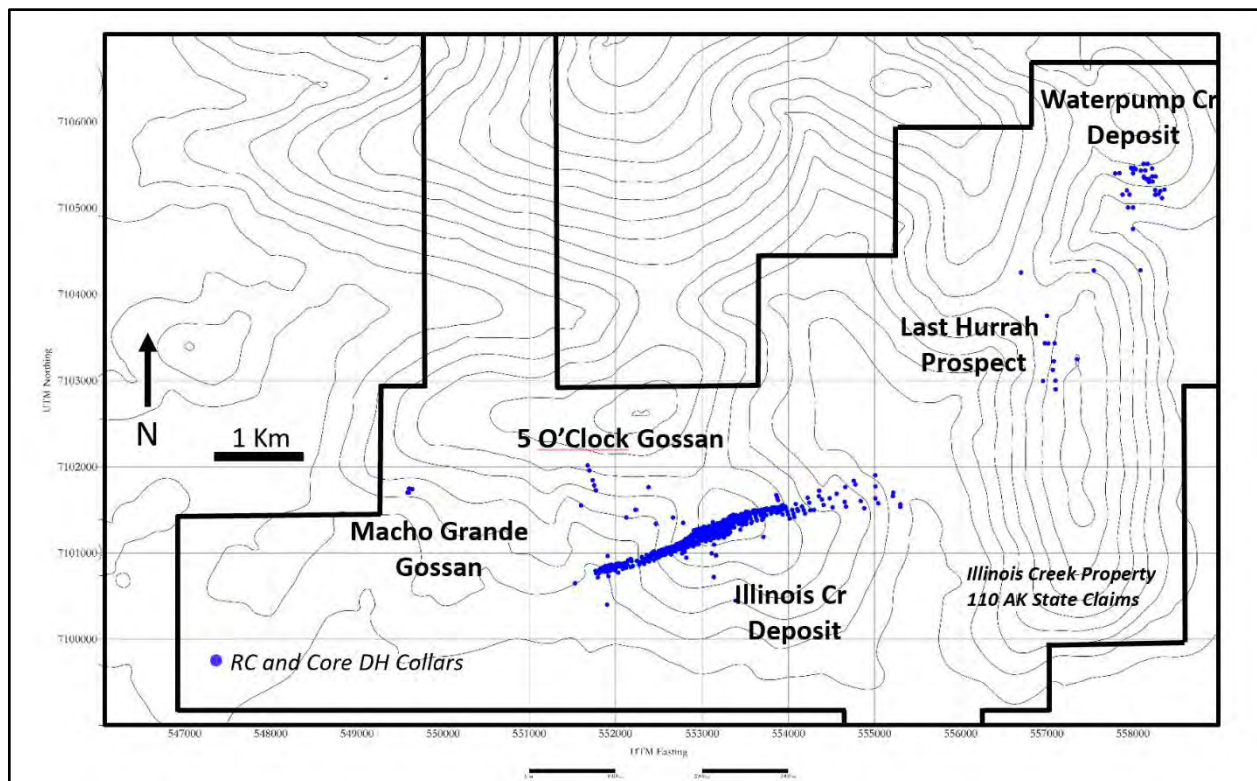 Waterpump Cr
Deposit
7106000
7105000
7104000
Last Hurrah
Prospect
7103000
N
1 Km
5 O'Clock Gossan
7102000
Macho Grande
Gossan
7101000
Illinois Cr
Deposit
Illinois Creek Property
110 AK State Claims
7100000
RC and Core DH Collars
UTM Northing
547000 548000 549000 550000 551000 552000 553000 554000 555000 556000 557000 558000
UTM Easting